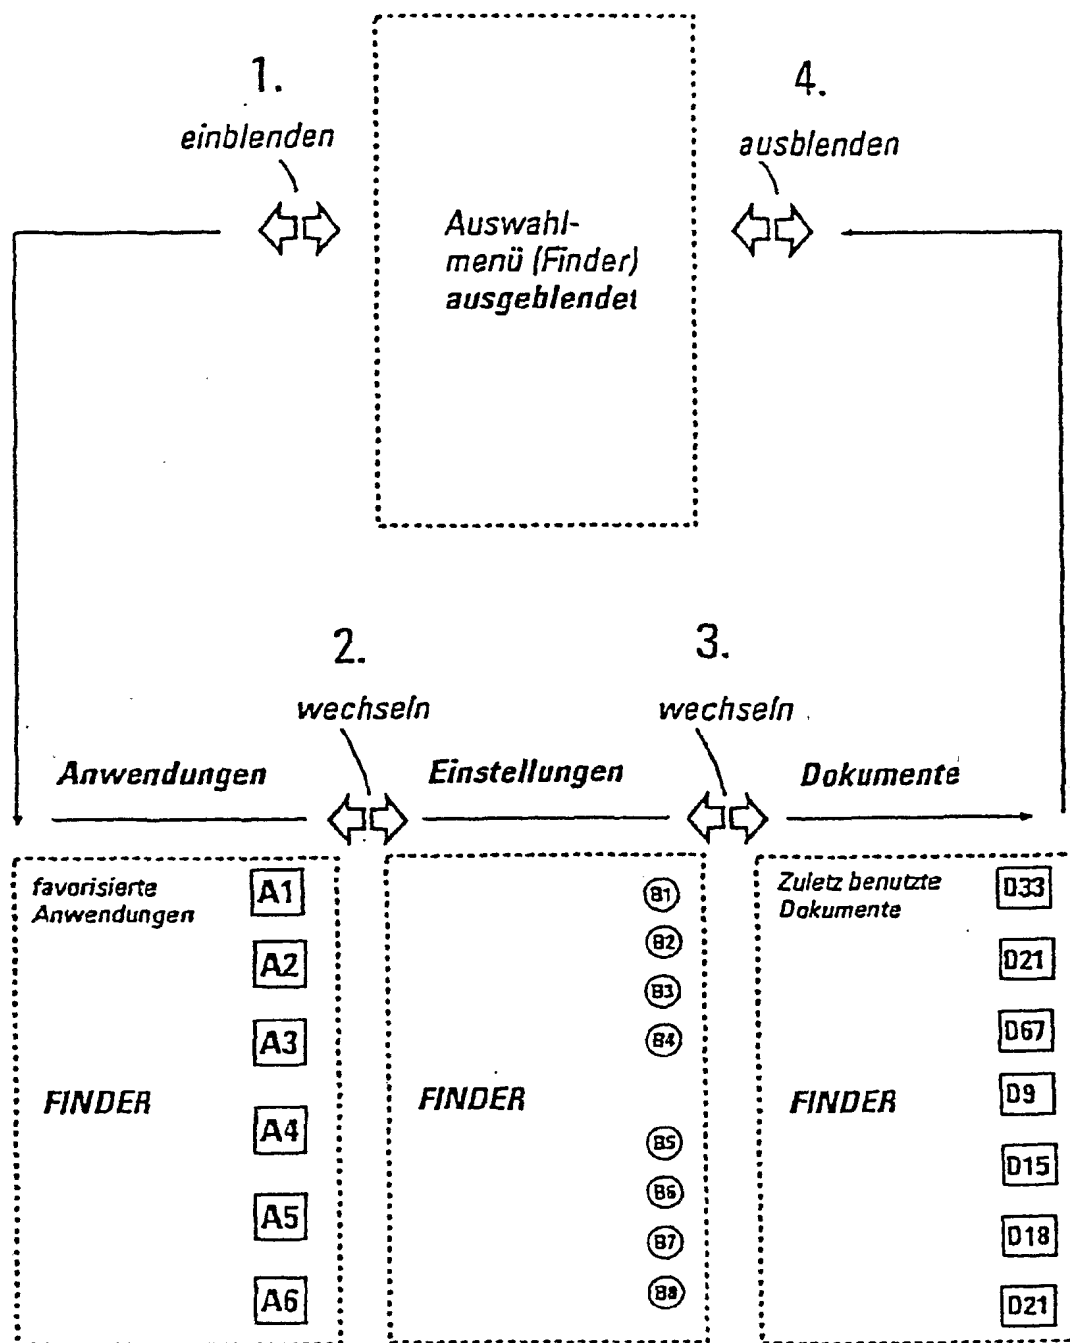 1.
einblenden
4.
ausblenden
Auswahl-
menü (Finder)
ausgeblendet
2.
wechseln
3.
wechseln
Anwendungen
Einstellungen
Dokumente
favorisierte
Anwendungen
A1
A2
A3
FINDER
A4
A5
A6
B1
B2
B3
B4
FINDER
B5
B6
B7
B8
Zuletz benutzte
Dokumente
D33
D21
D67
D9
FINDER
D15
D18
D21